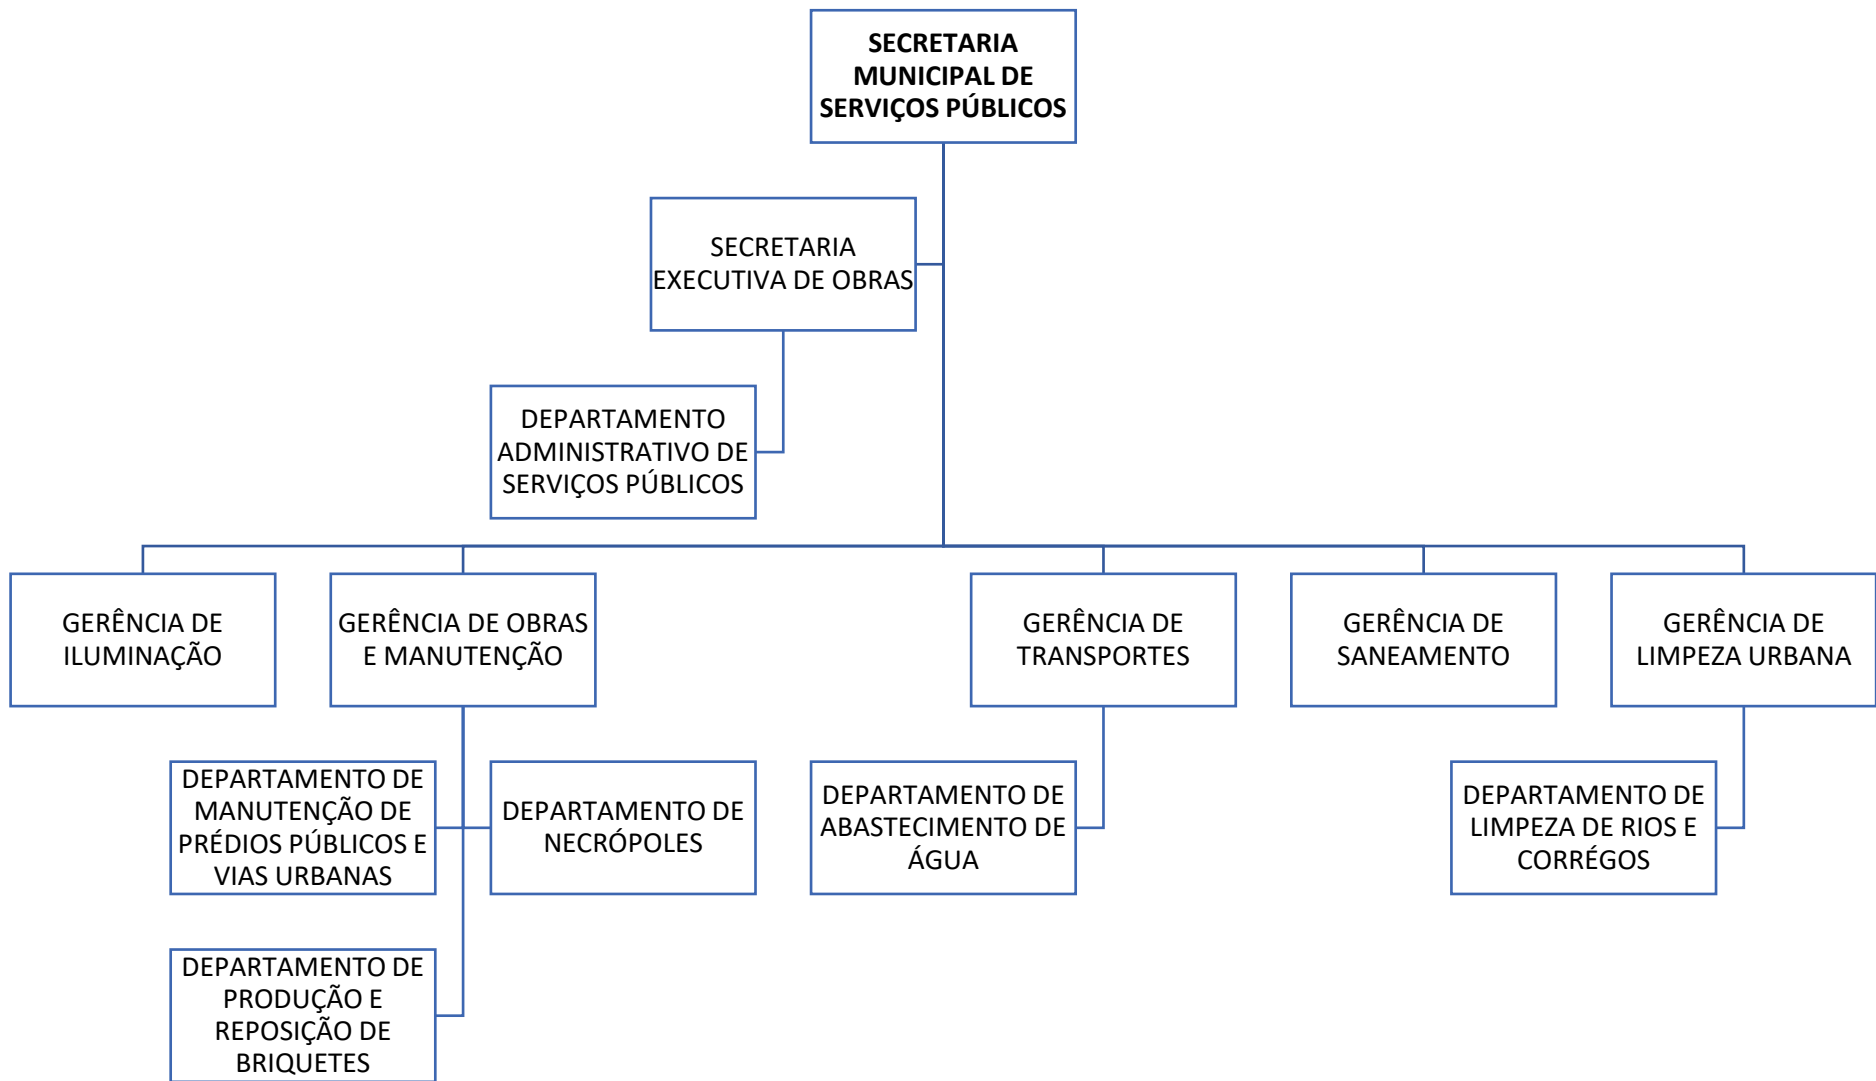 SECRETARIA
MUNICIPAL DE
SERVIÇOS PÚBLICOS
SECRETARIA
EXECUTIVA DE OBRAS
DEPARTAMENTO
ADMINISTRATIVO DE
SERVIÇOS PÚBLICOS
GERÊNCIA DE
ILUMINAÇÃO
GERÊNCIA DE OBRAS
E MANUTENÇÃO
GERÊNCIA DE
TRANSPORTES
GERÊNCIA DE
SANEAMENTO
GERÊNCIA DE
LIMPEZA URBANA
DEPARTAMENTO DE
MANUTENÇÃO DE
PRÉDIOS PÚBLICOS E
VIAS URBANAS
DEPARTAMENTO DE
NECRÓPOLES
DEPARTAMENTO DE
ABASTECIMENTO DE
ÁGUA
DEPARTAMENTO DE
LIMPEZA DE RIOS E
CORRÉGOS
DEPARTAMENTO DE
PRODUÇÃO E
REPOSIÇÃO DE
BRIQUETES